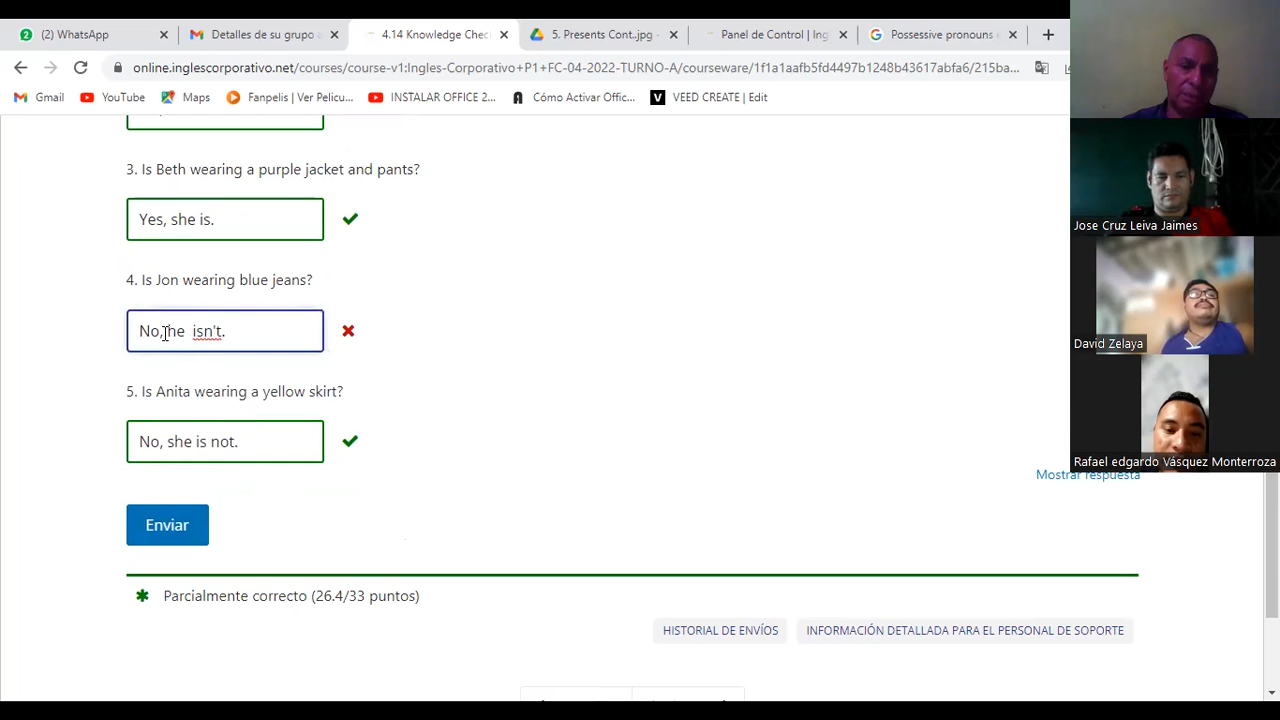 (2) WhatsApp
Detalles de su grupo
4.14 Knowledge Chec
5. Presents Cont.jpg -
Panel de Control | Ing
Possessive pronouns
online.inglescorporativo.net/courses/course-v1:Ingles-Corporativo+P1+FC-04-2022-TURNO-A/courseware/1f1a1aafb5fd4497b1248b43617abfa6/215ba...
Gmail
YouTube
Maps
Fanpelis | Ver Pelicu...
INSTALAR OFFICE 2...
Cómo Activar Offic...
VEED CREATE | Edit
3. Is Beth wearing a purple jacket and pants?
Yes, she is.
4. Is Jon wearing blue jeans?
No, he  isn't.
5. Is Anita wearing a yellow skirt?
No, she is not.
Mostrar respuesta
Enviar
Parcialmente correcto (26.4/33 puntos)
HISTORIAL DE ENVÍOS
INFORMACIÓN DETALLADA PARA EL PERSONAL DE SOPORTE
Jose Cruz Leiva Jaimes
David Zelaya
Rafael edgardo Vásquez Monterroza